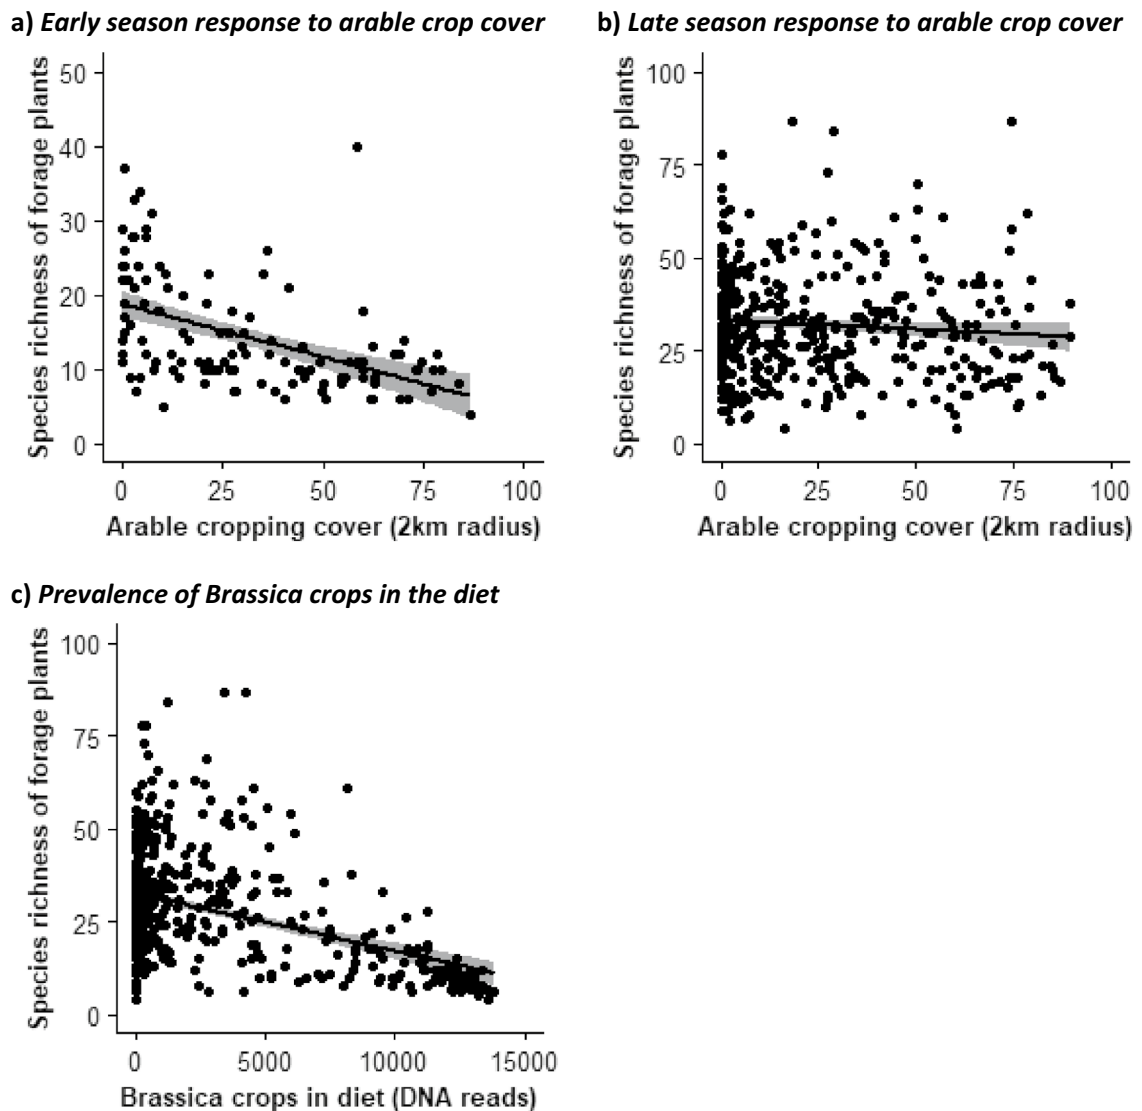 a) Early season response to arable crop cover
Species richness of forage plants
50
40
30
20
10
0
0 25 50 75 100
Arable cropping cover (2km radius)
b) Late season response to arable crop cover
Species richness of forage plants
100
75
50
25
0
0 25 50 75 100
Arable cropping cover (2km radius)
c) Prevalence of Brassica crops in the diet
Species richness of forage plants
100
75
50
25
0
0 5000 10000 15000
Brassica crops in diet (DNA reads)